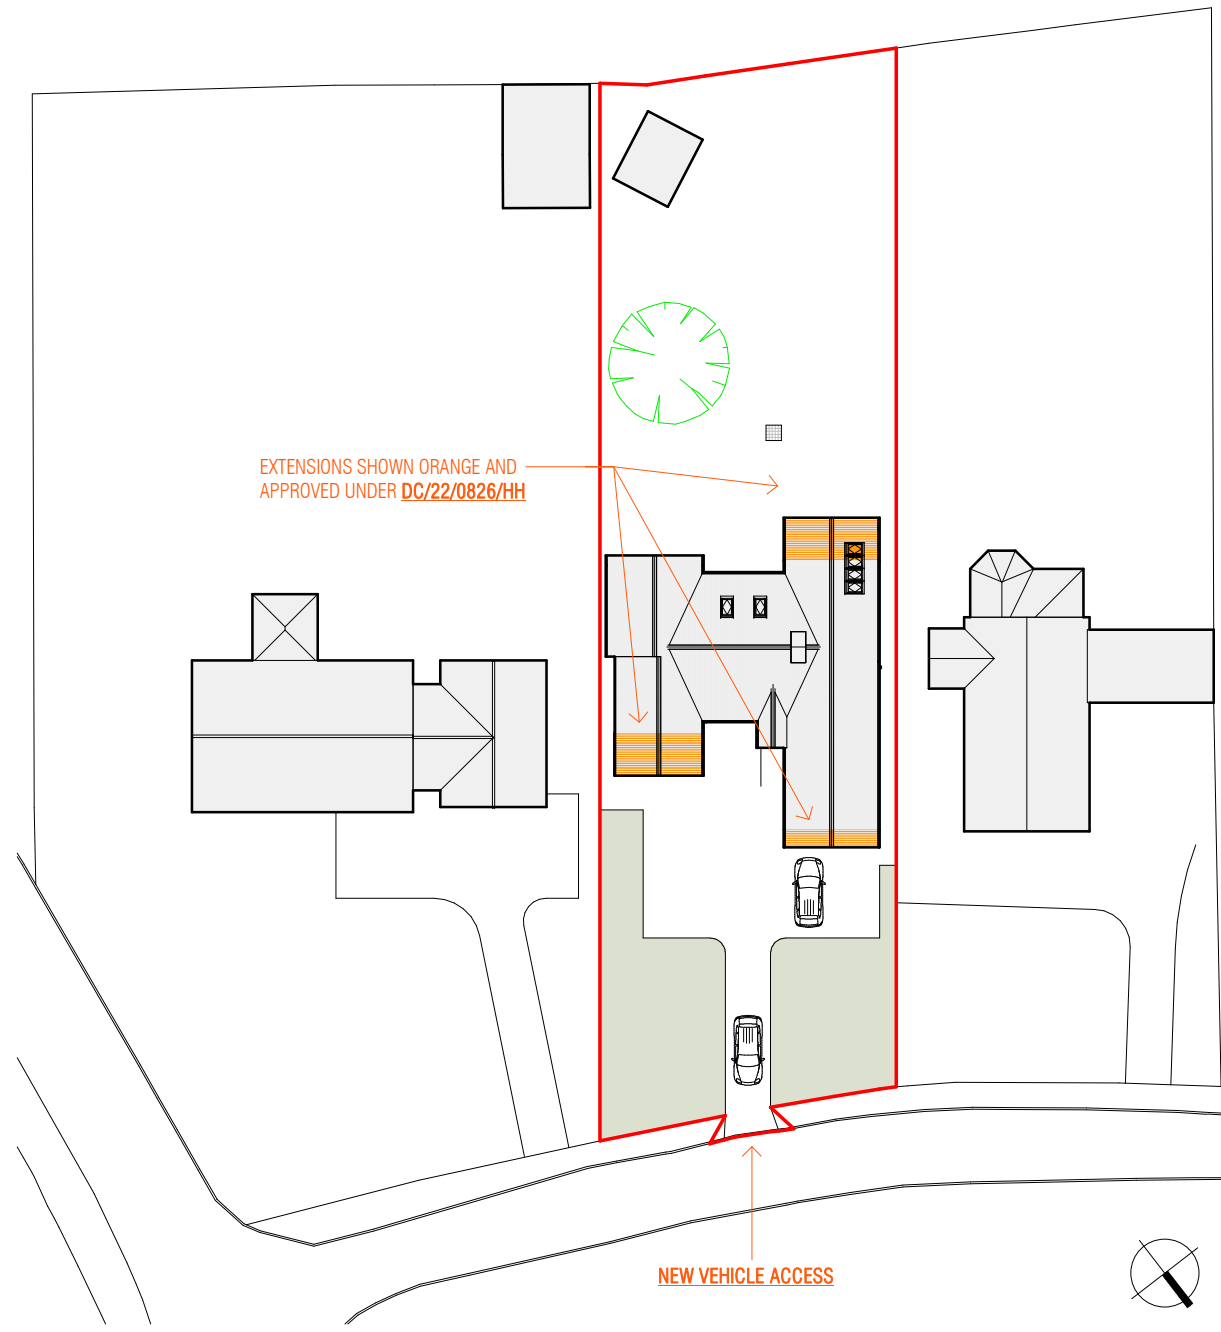 EXTENSIONS SHOWN ORANGE AND
APPROVED UNDER DC/22/0826/HH
NEW VEHICLE ACCESS